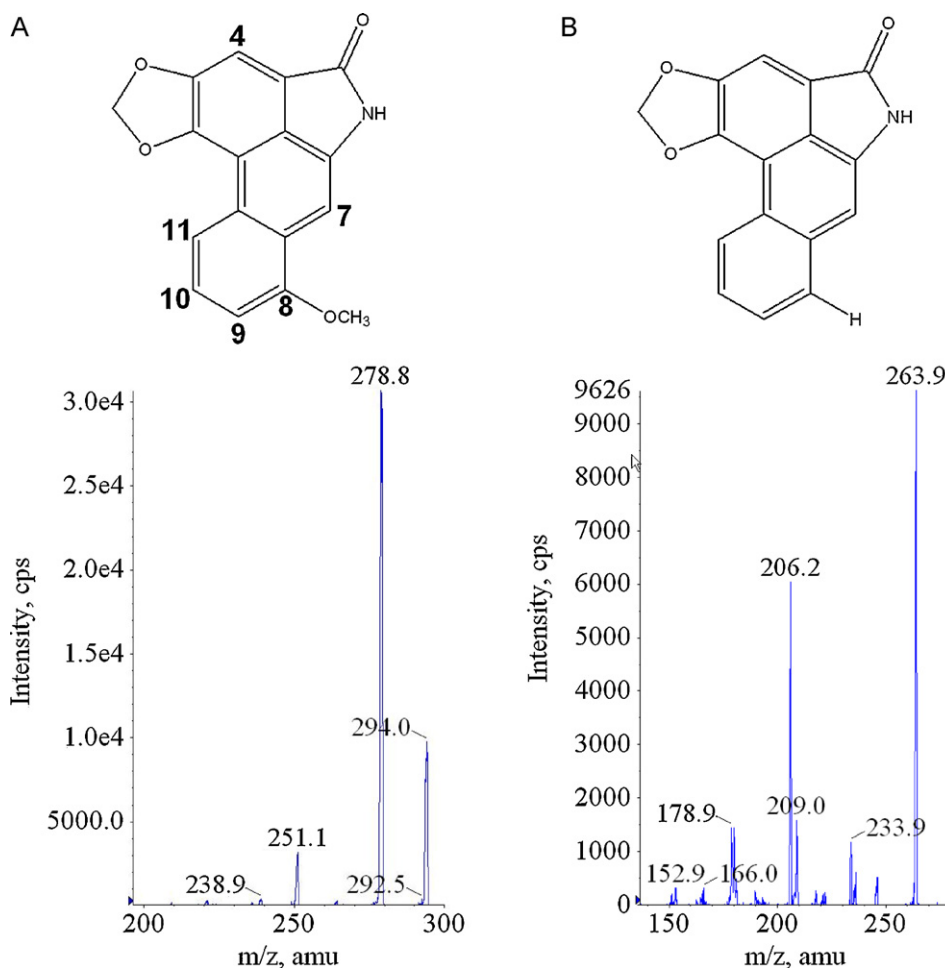 A
B
O
4
O
NH
O
7
11
10
9
8
OCH3
O
O
NH
O
H
278.8
3.0e4
2.5e4
2.0e4
1.5e4
1.0e4
5000.0
294.0
251.1
238.9
292.5
200
250
300
Intensity, cps
m/z, amu
9626
9000
8000
7000
6000
5000
4000
3000
2000
1000
0
263.9
206.2
178.9
209.0
233.9
152.9
166.0
150
200
250
Intensity, cps
m/z, amu